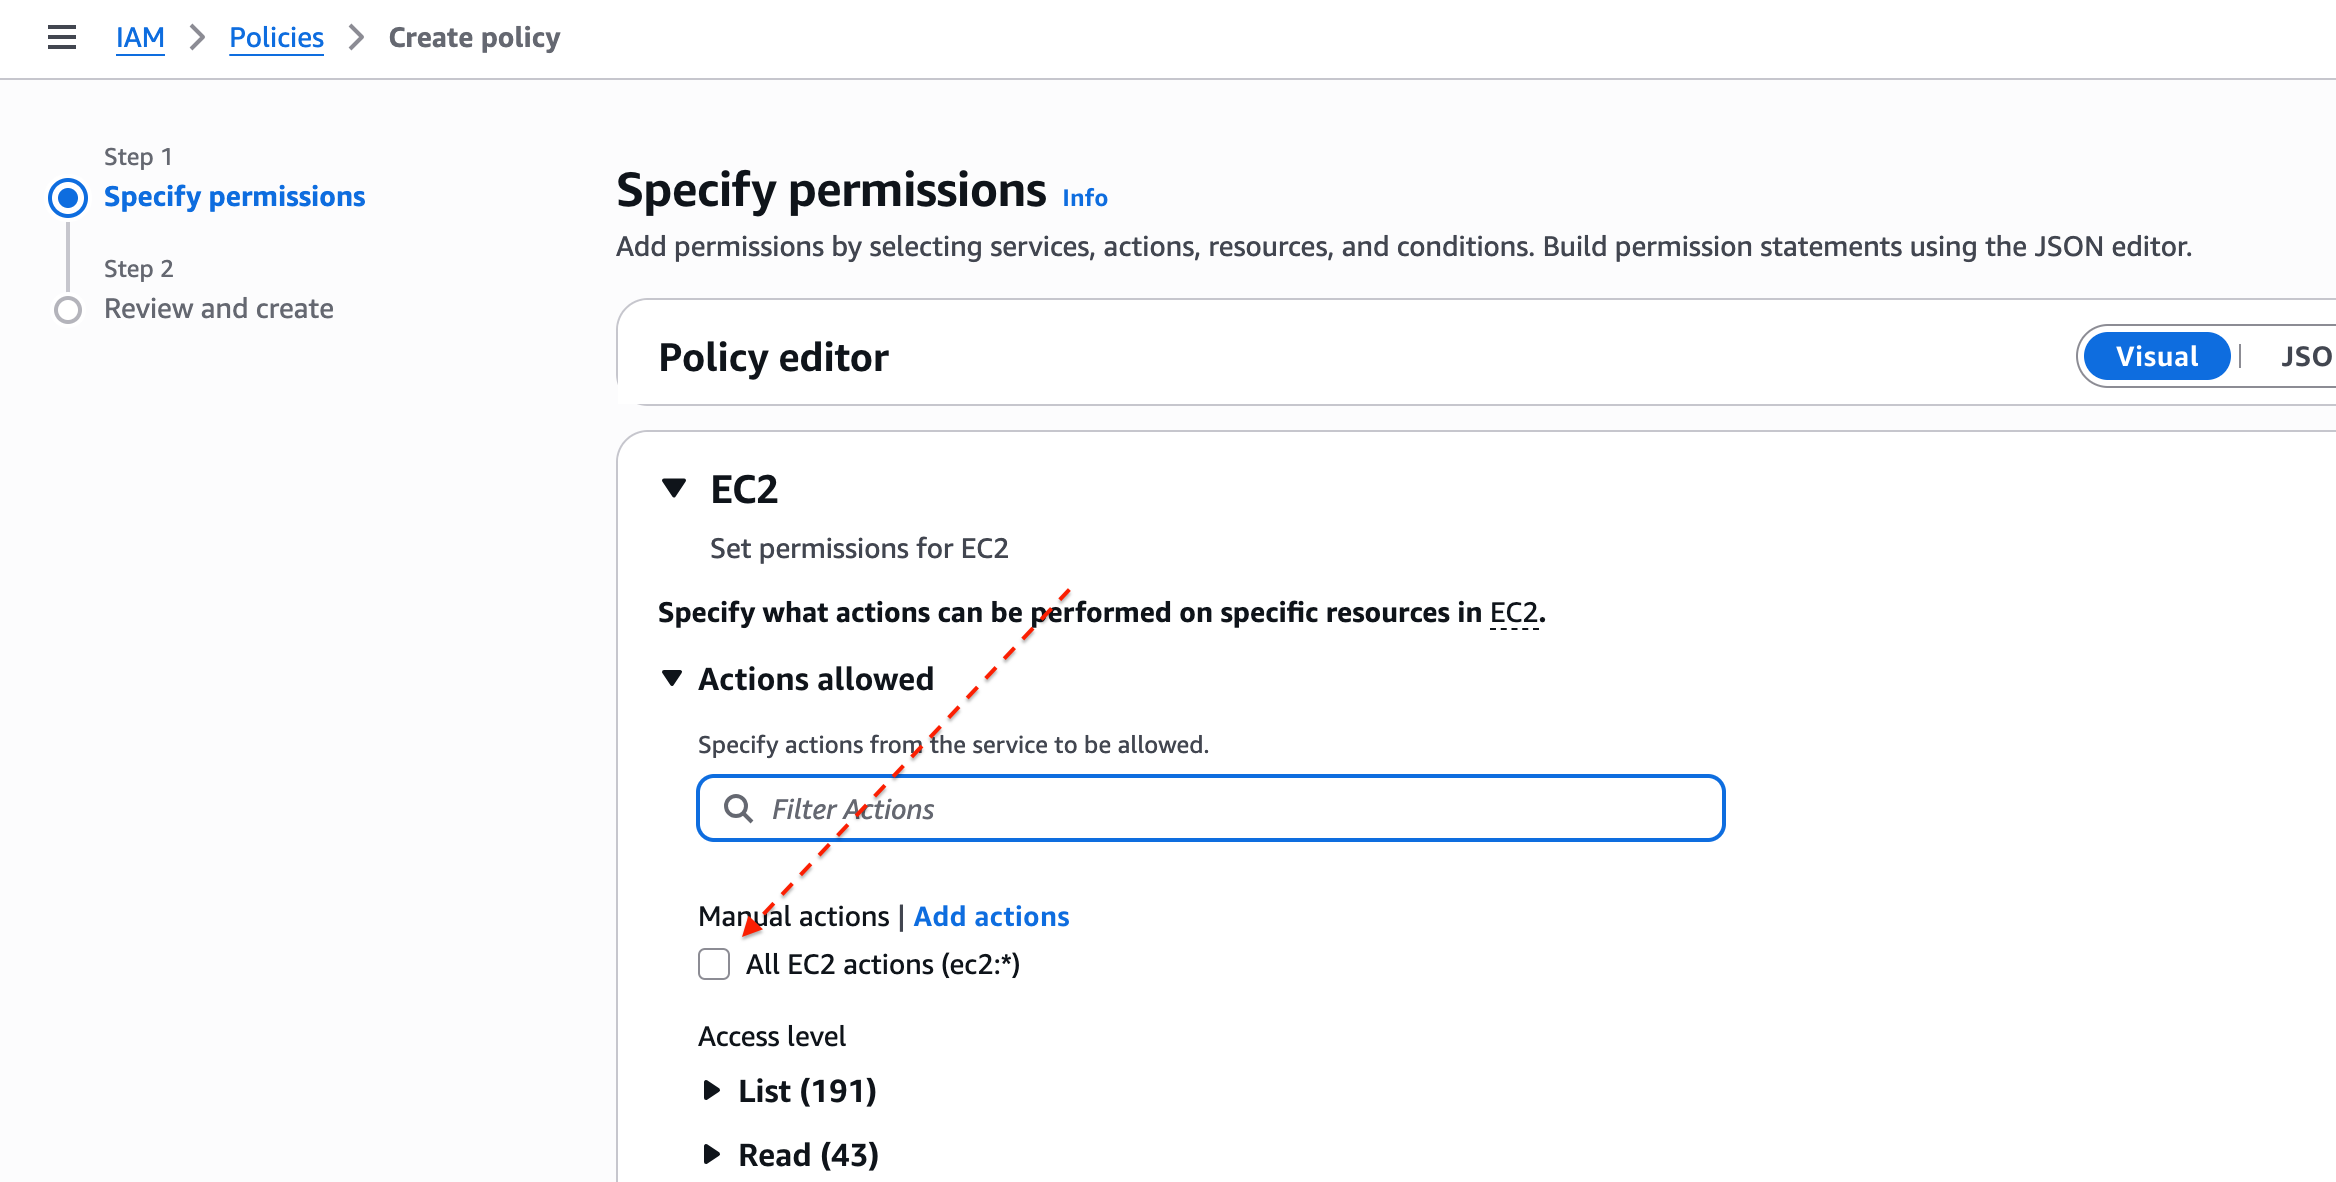 IAM > Policies > Create policy
Step 1
Specify permissions
Step 2
Review and create
Specify permissions Info
Add permissions by selecting services, actions, resources, and conditions. Build permission statements using the JSON editor.
Policy editor
Visual | JSO
EC2
Set permissions for EC2
Specify what actions can be performed on specific resources in EC2.
Actions allowed
Specify actions from the service to be allowed.
Filter Actions
Manual actions | Add actions
All EC2 actions (ec2:*)
Access level
List (191)
Read (43)